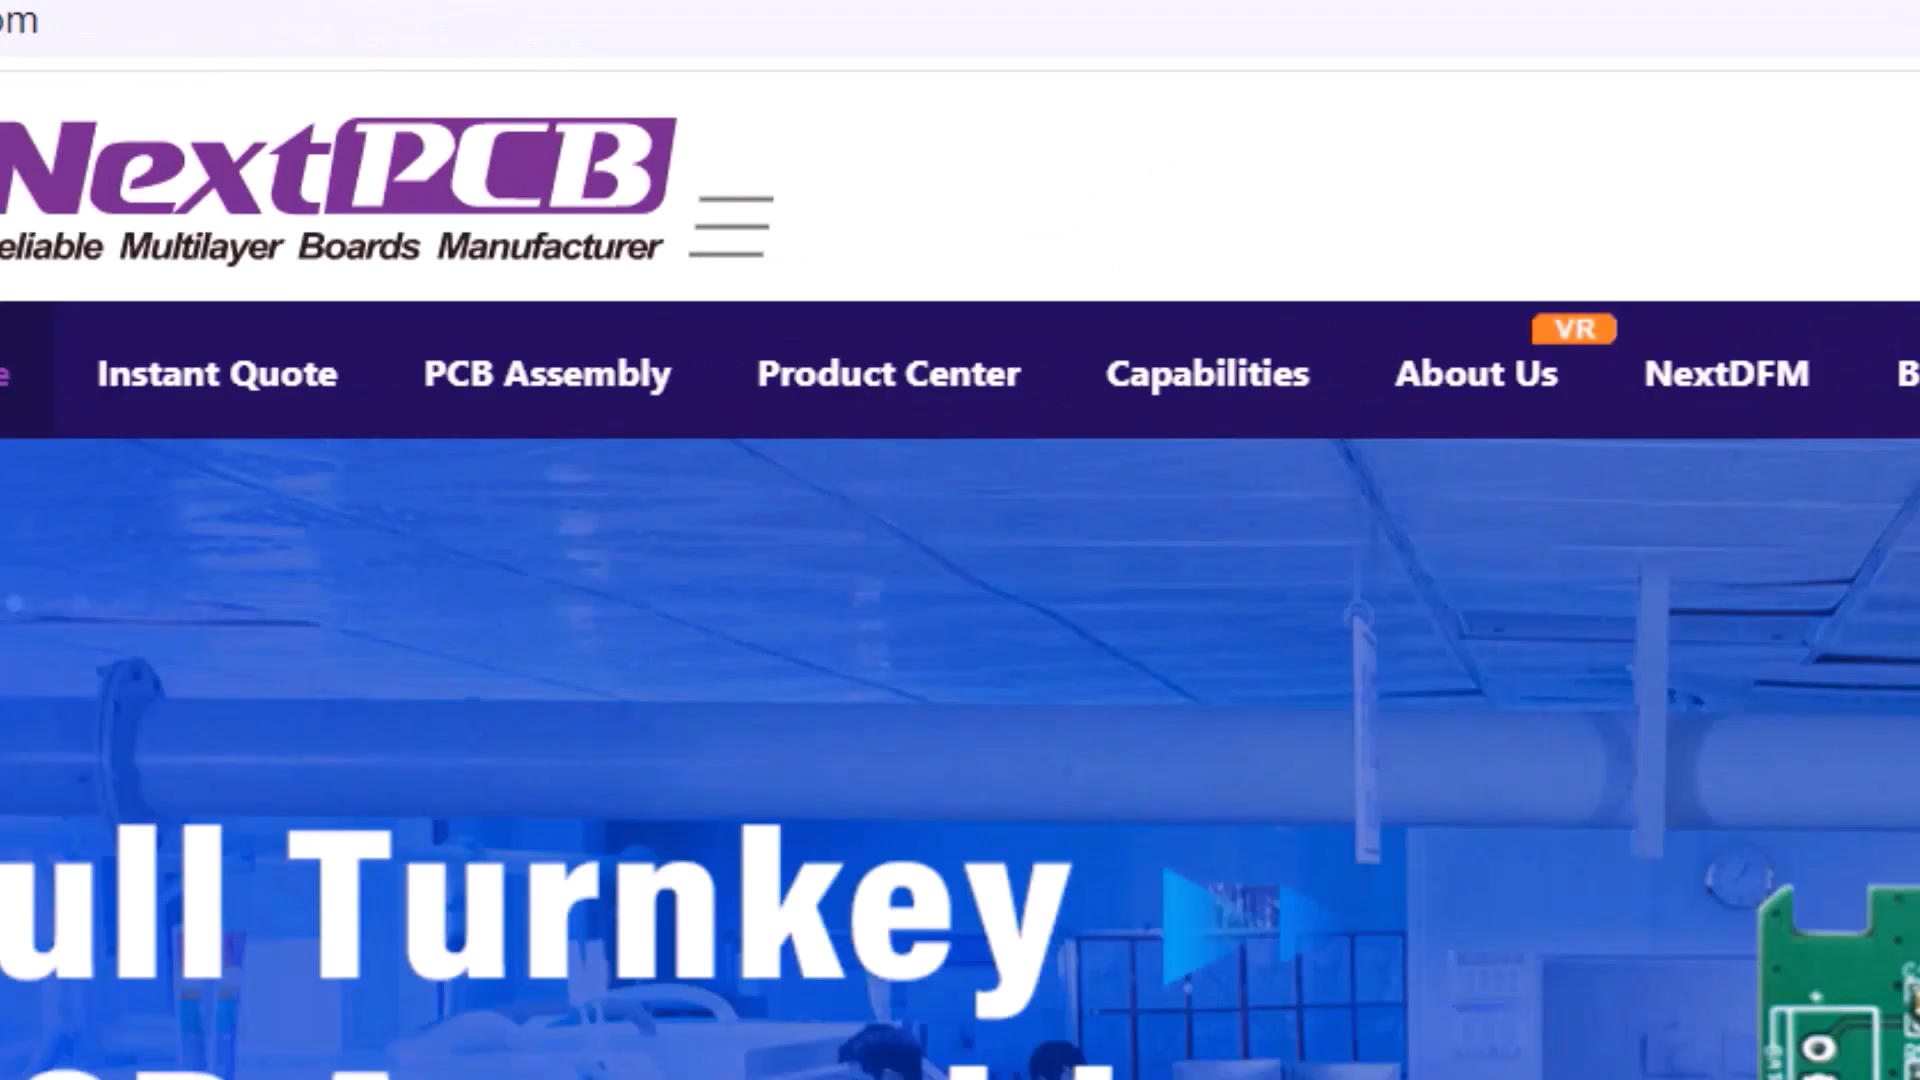 om
NextPCB
eliable Multilayer Boards Manufacturer
VR
e Instant Quote PCB Assembly Product Center Capabilities About Us NextDFM B
ull Turnkey